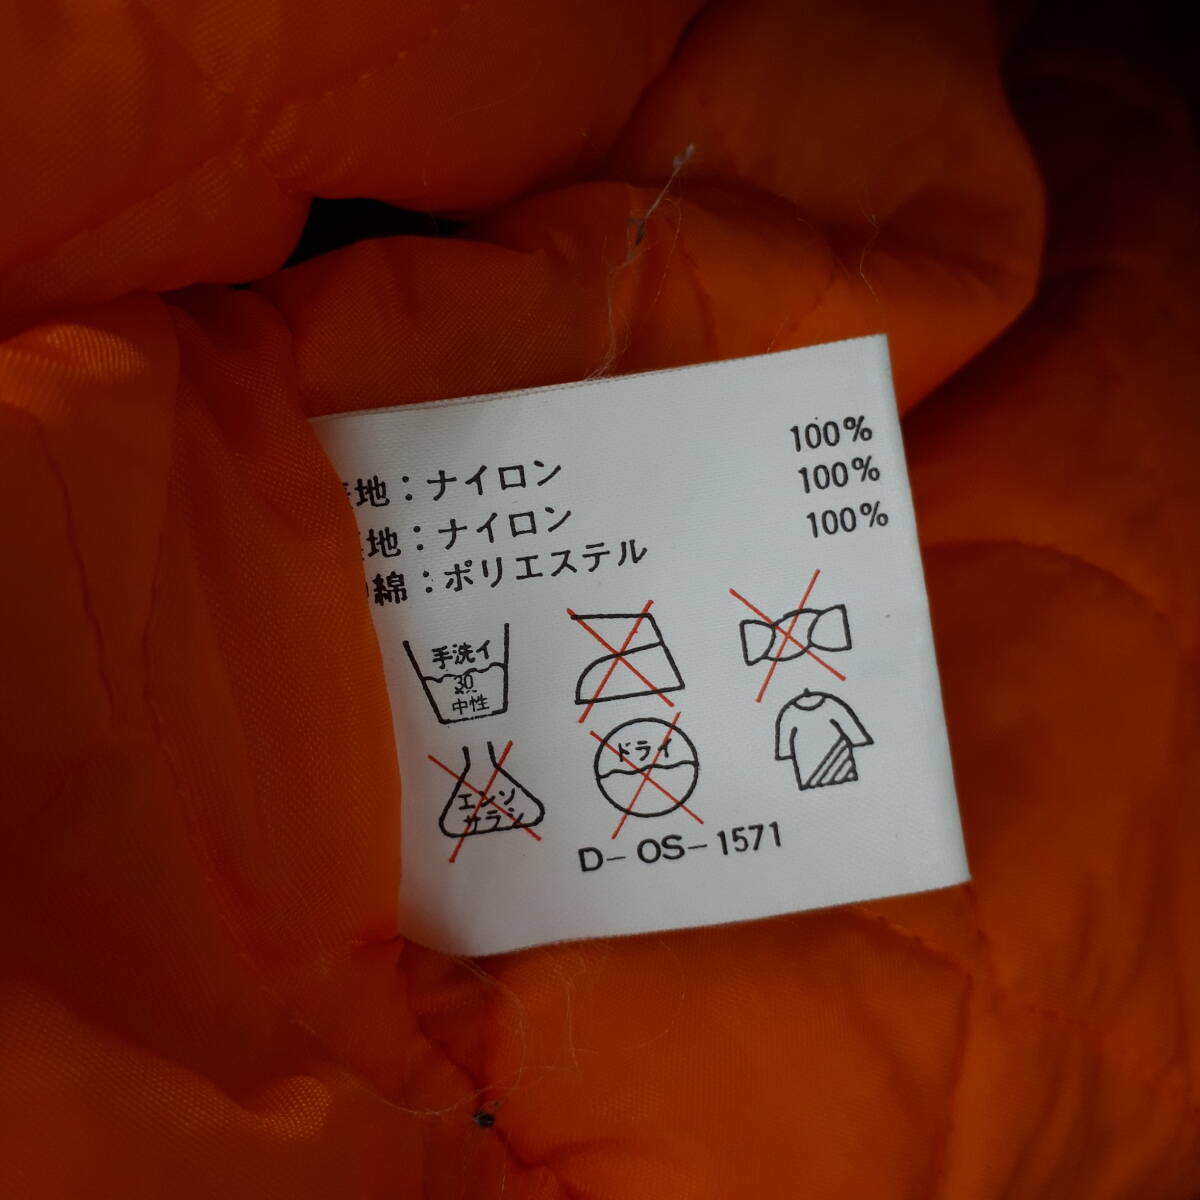 地：ナイロン 100%
地：ナイロン 100%
綿：ポリエステル 100%
手洗イ
30
中性
エンソ
サラシ
ドライ
D-OS-1571